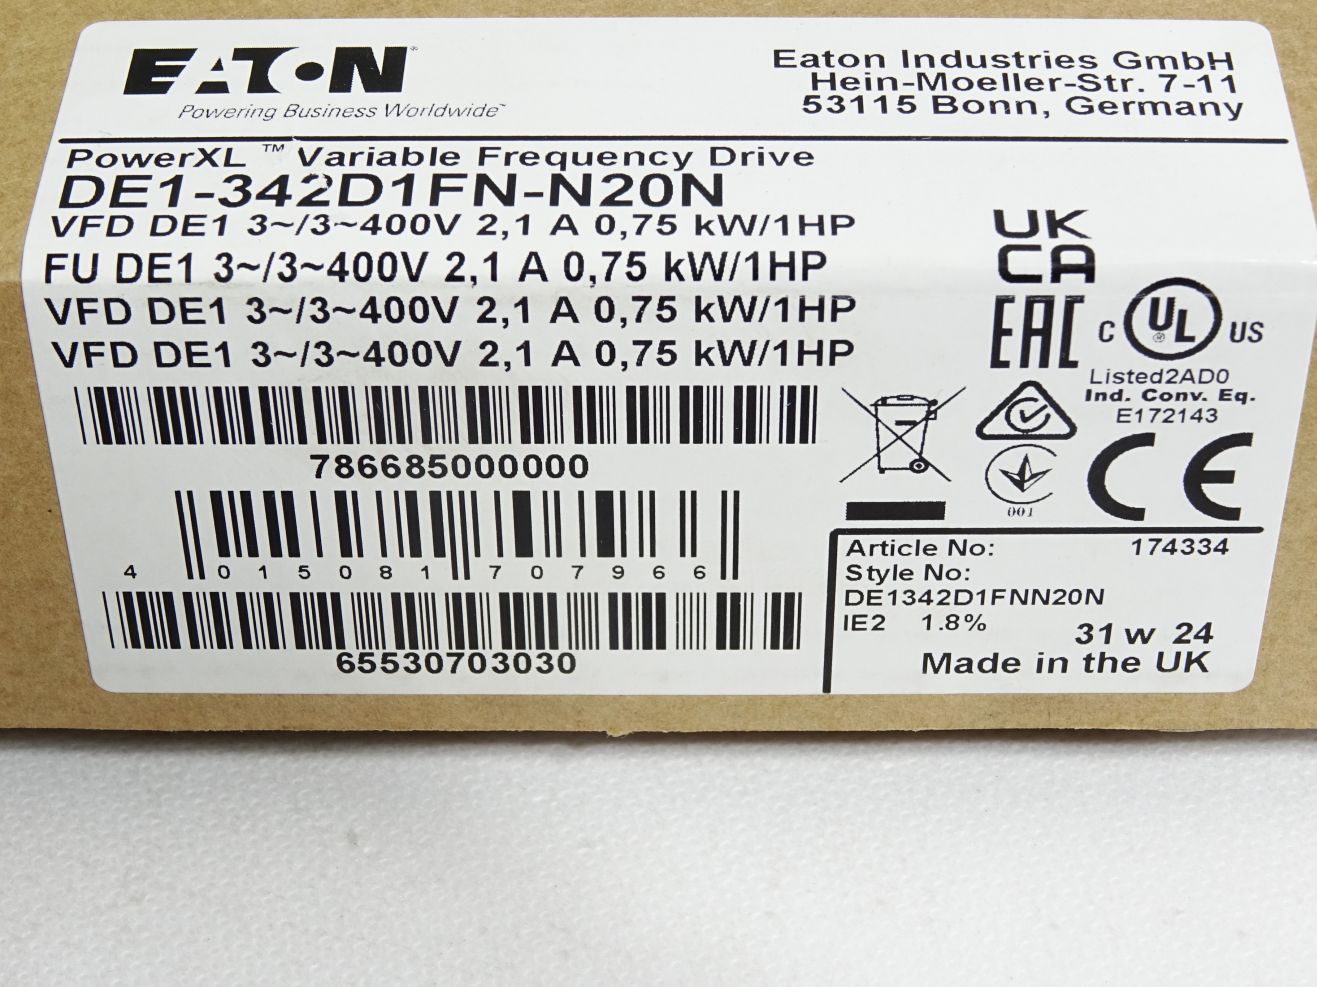 EATON
Powering Business Worldwide™
Eaton Industries GmbH
Hein-Moeller-Str. 7-11
53115 Bonn, Germany
PowerXL ™ Variable Frequency Drive
DE1-342D1FN-N20N
VFD DE1 3~/3~400V 2,1 A 0,75 kW/1HP
FU DE1 3~/3~400V 2,1 A 0,75 kW/1HP
VFD DE1 3~/3~400V 2,1 A 0,75 kW/1HP
VFD DE1 3~/3~400V 2,1 A 0,75 kW/1HP
786685000000
4 015081 707966
65530703030
UK
CA
EAC
C UL ® US
Listed2AD0
Ind. Conv. Eq.
E172143
001
CE
Article No: 174334
Style No:
DE1342D1FNN20N
IE2 1.8%
31 w 24
Made in the UK